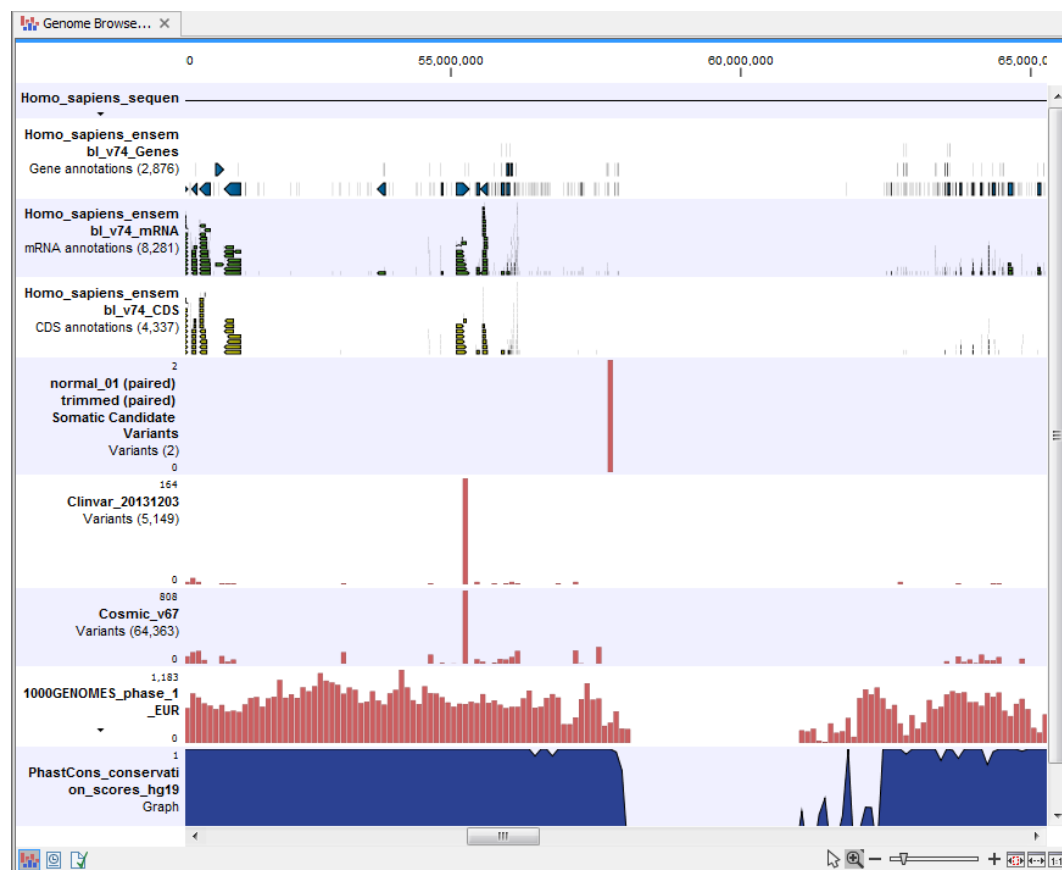 Genome Browse...
0 55,000,000 60,000,000 65,000,0
Homo_sapiens_sequen
Homo_sapiens_ensem
bl_v74_Genes
Gene annotations (2,876)
Homo_sapiens_ensem
bl_v74_mRNA
mRNA annotations (8,281)
Homo_sapiens_ensem
bl_v74_CDS
CDS annotations (4,337)
2
normal_01 (paired)
trimmed (paired)
Somatic Candidate
Variants
Variants (2)
0
164
Clinvar_20131203
Variants (5,149)
0
808
Cosmic_v67
Variants (64,363)
0
1,183
1000GENOMES_phase_1
_EUR
0
1
PhastCons_conservati
on_scores_hg19
Graph
1:1